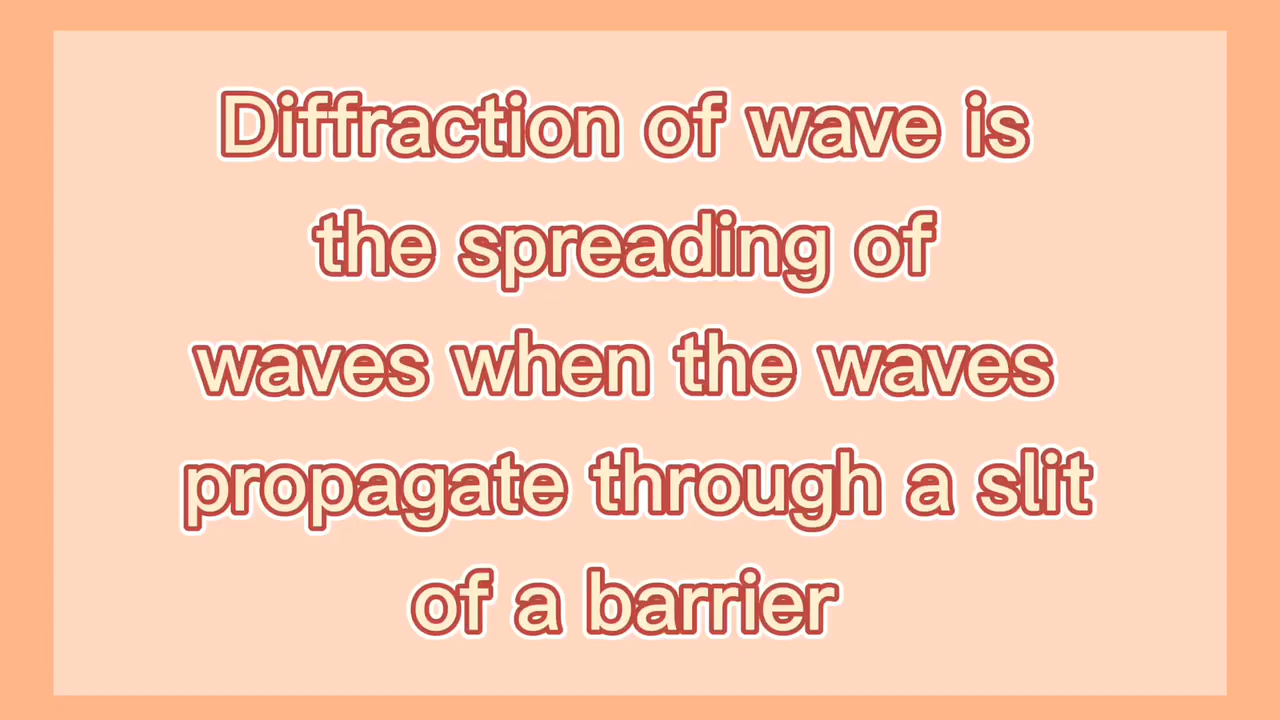 Diffraction of wave is
the spreading of
waves when the waves
propagate through a slit
of a barrier